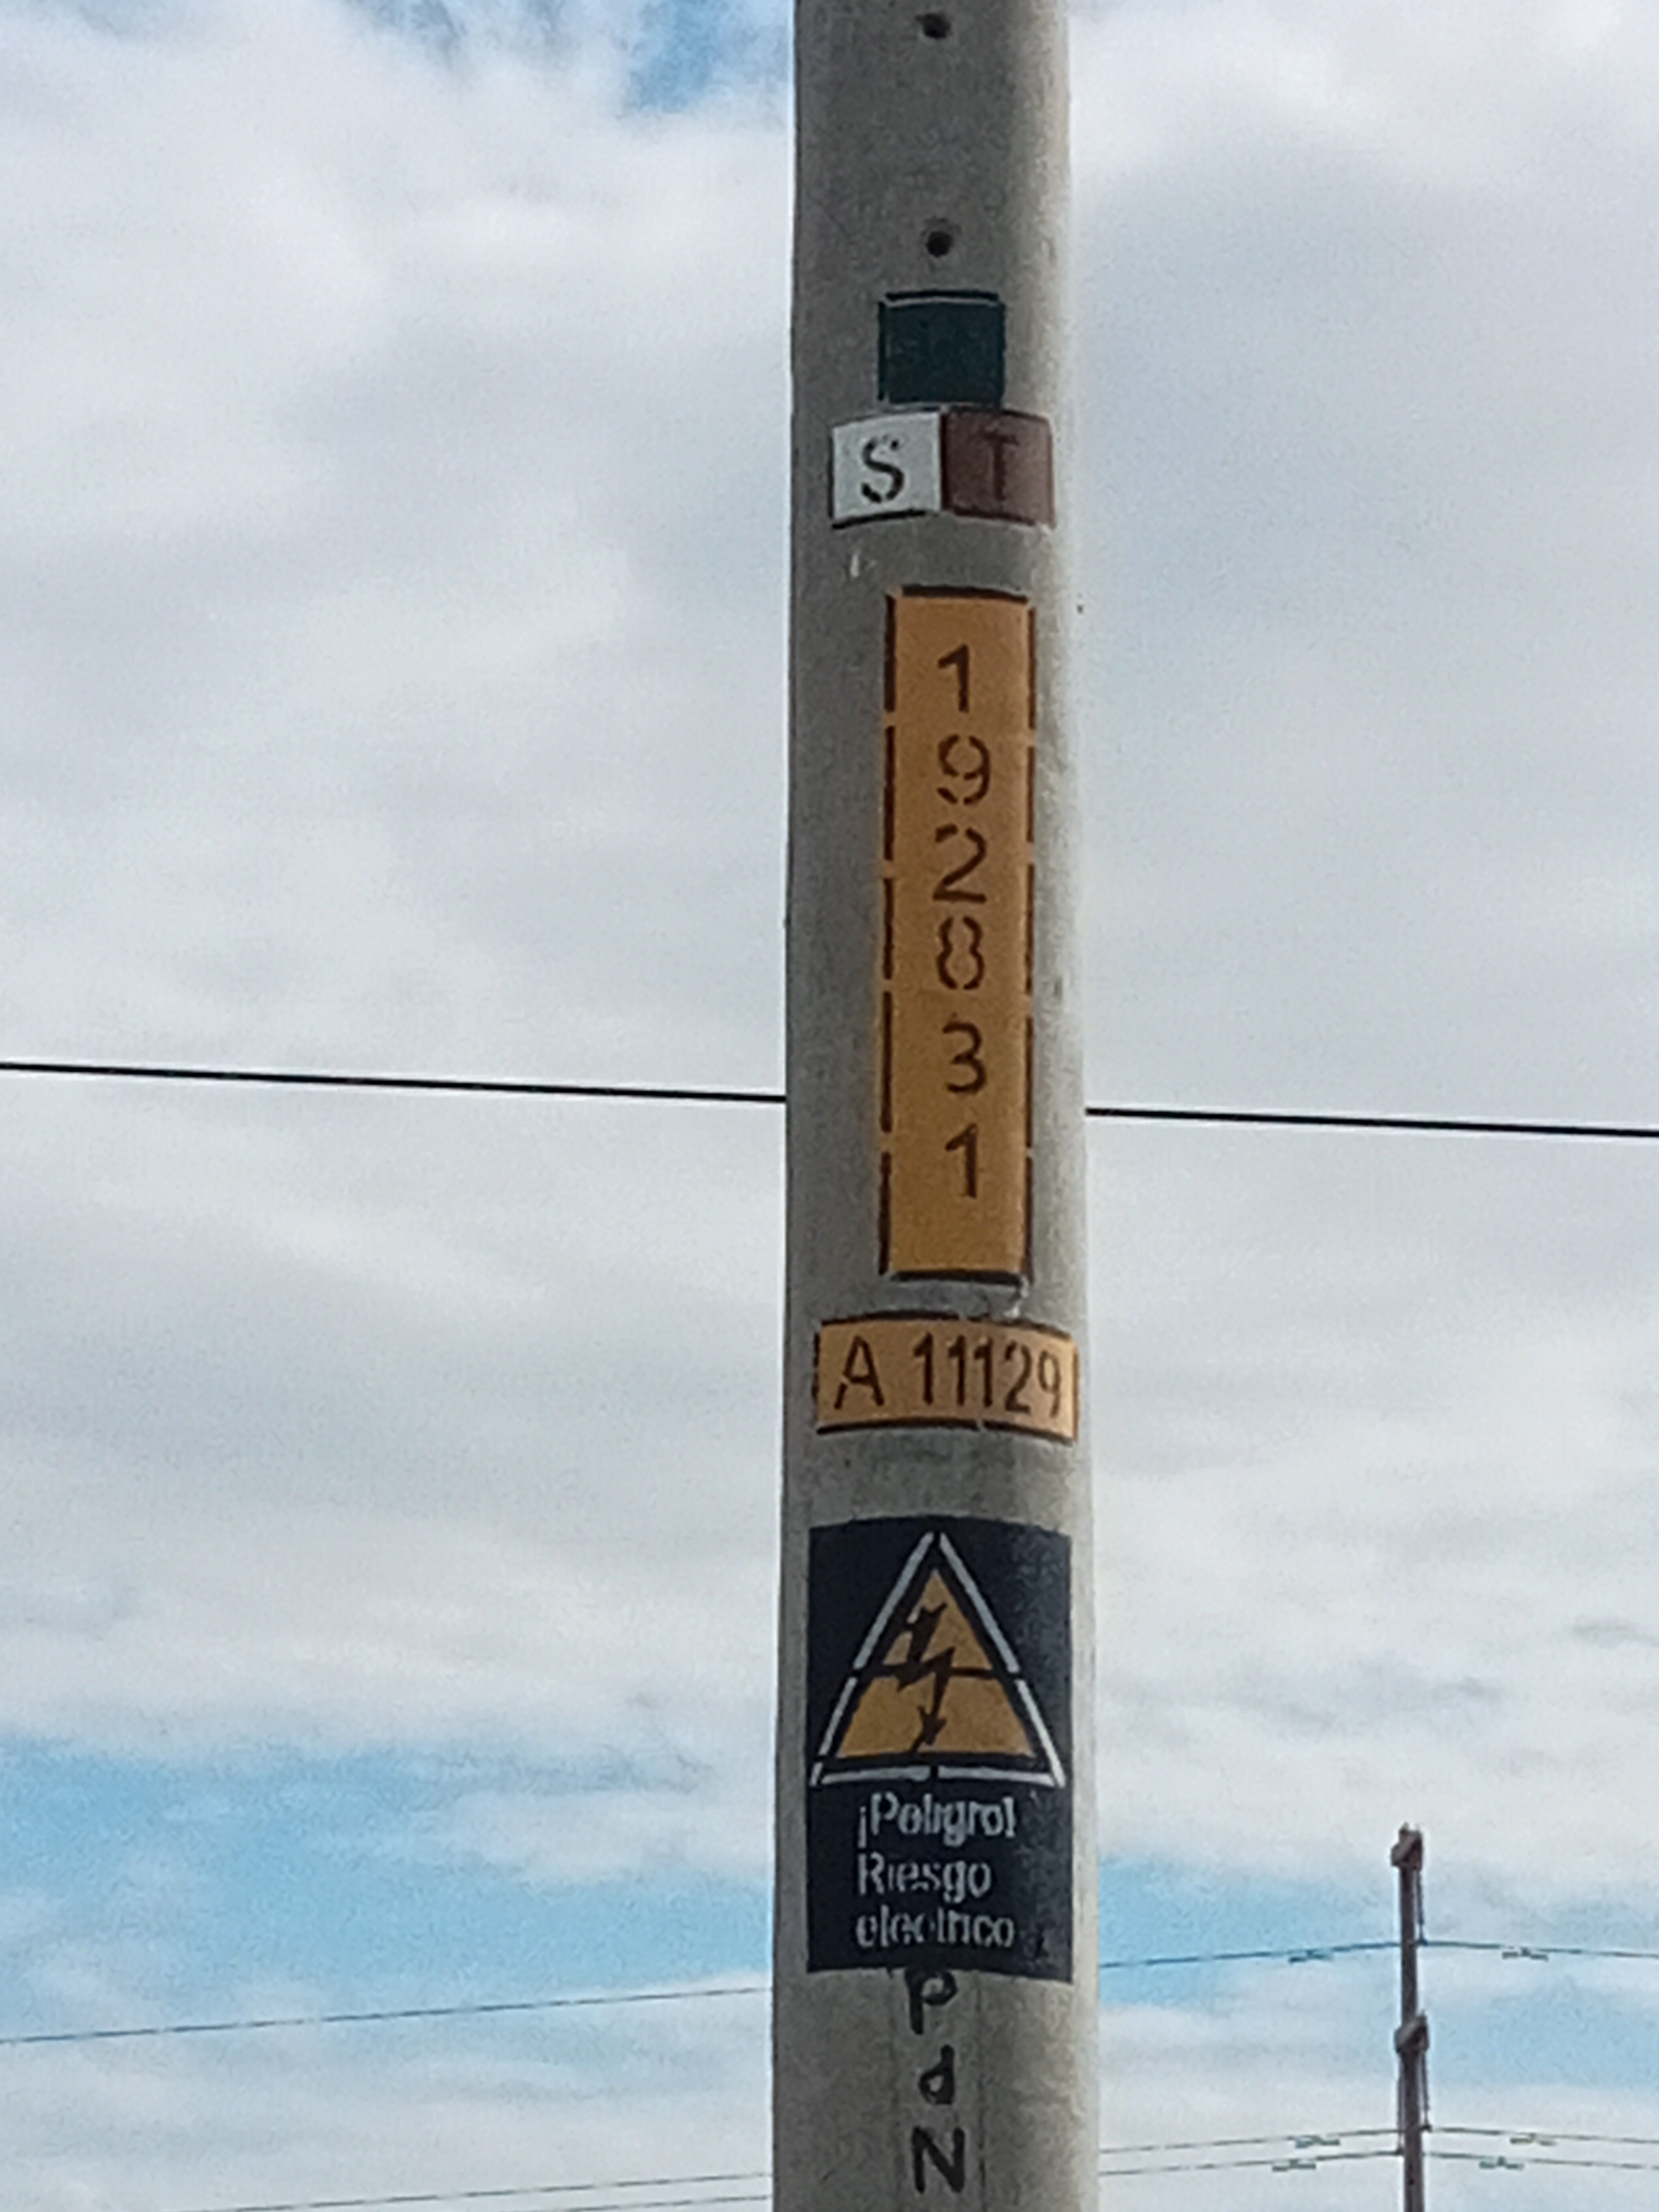 S T
1
9
2
8
3
1
A 11129
¡Peligro!
Riesgo
electrico
P
d
N